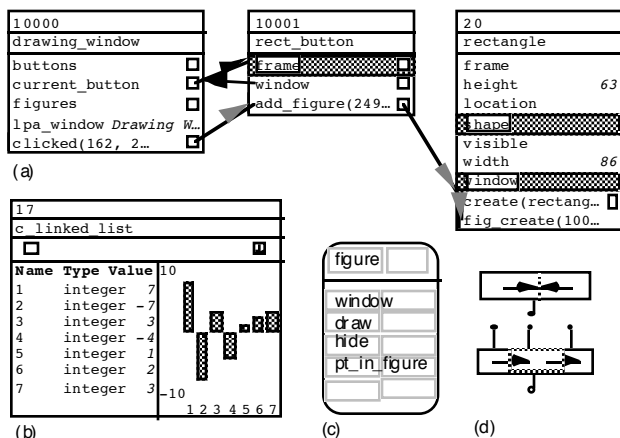 10000
drawing_window
buttons
current_button
figures
lpa_window Drawing W…
clicked(162, 2…
(a)
10001
rect_button
frame
window
add_figure(249…
20
rectangle
frame
height 63
location
shape
visible
width 86
window
create(rectang…
fig_create(100…
17
c_linked_list
Name Type Value
1 integer 7
2 integer -7
3 integer 3
4 integer -4
5 integer 1
6 integer 2
7 integer 3
10
-10
1 2 3 4 5 6 7
(b)
figure
window
draw
hide
pt_in_figure
(c)
(d)